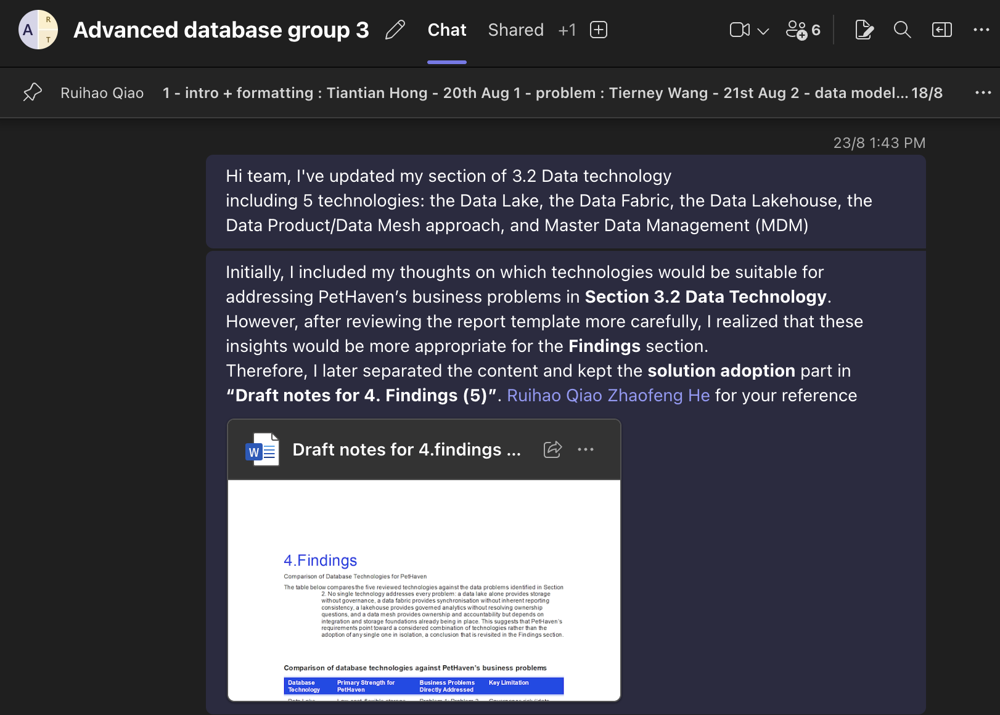 A R T Advanced database group 3 Chat Shared +1 6
Ruihao Qiao 1 - intro + formatting : Tiantian Hong - 20th Aug 1 - problem : Tierney Wang - 21st Aug 2 - data model... 18/8
23/8 1:43 PM
Hi team, I've updated my section of 3.2 Data technology
including 5 technologies: the Data Lake, the Data Fabric, the Data Lakehouse, the
Data Product/Data Mesh approach, and Master Data Management (MDM)
Initially, I included my thoughts on which technologies would be suitable for
addressing PetHaven’s business problems in Section 3.2 Data Technology.
However, after reviewing the report template more carefully, I realized that these
insights would be more appropriate for the Findings section.
Therefore, I later separated the content and kept the solution adoption part in
“Draft notes for 4. Findings (5)”. Ruihao Qiao Zhaofeng He for your reference
W Draft notes for 4.findings ...
4.Findings
Comparison of Database Technologies for PetHaven
The table below compares the five reviewed technologies against the data problems identified in Section
2. No single technology addresses every problem: a data lake alone provides storage
without governance, a data fabric provides synchronisation without inherent reporting
consistency, a lakehouse provides governed analytics without resolving ownership
questions, and a data mesh provides ownership and accountability but depends on
integration and storage foundations already being in place. This suggests that PetHaven’s
requirements point toward a considered combination of technologies rather than the
adoption of any single one in isolation, a conclusion that is revisited in the Findings section.
Comparison of database technologies against PetHaven’s business problems
Database Primary Strength for Business Problems Key Limitation
Technology PetHaven Directly Addressed